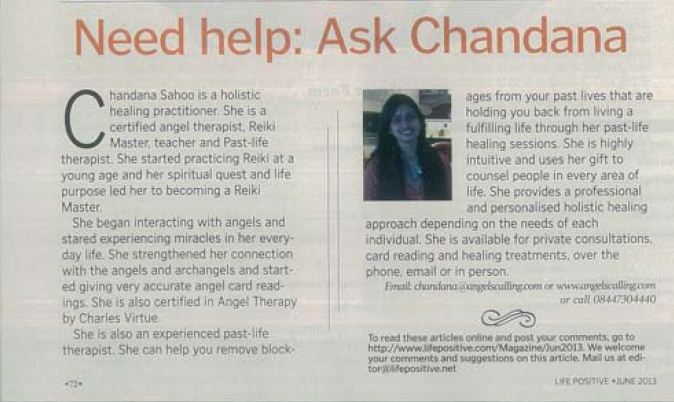 Need help: Ask Chandana
Chandana Sahoo is a holistic
healing practitioner. She is a
certified angel therapist, Reiki
Master, teacher and Past-life
therapist. She started practicing Reiki at a
young age and her spiritual quest and life
purpose led her to becoming a Reiki
Master.
She began interacting with angels and
stared experiencing miracles in her every-
day life. She strengthened her connection
with the angels and archangels and start-
ed giving very accurate angel card read-
ings. She is also certified in Angel Therapy
by Charles Virtue.
She is also an experienced past-life
therapist. She can help you remove block-
ages from your past lives that are
holding you back from living a
fulfilling life through her past-life
healing sessions. She is highly
intuitive and uses her gift to
counsel people in every area of
life. She provides a professional
and personalised holistic healing
approach depending on the needs of each
individual. She is available for private consultations,
card reading and healing treatments, over the
phone, email or in person.
Email: chandana@angelscalling.com or www.angelscalling.com
or call 08447304440
To read these articles online and post your comments, go to
http://www.lifepositive.com/Magazine/Jun2013. We welcome
your comments and suggestions on this article. Mail us at edi-
tor@lifepositive.net
•72•
LIFE POSITIVE •JUNE 2013